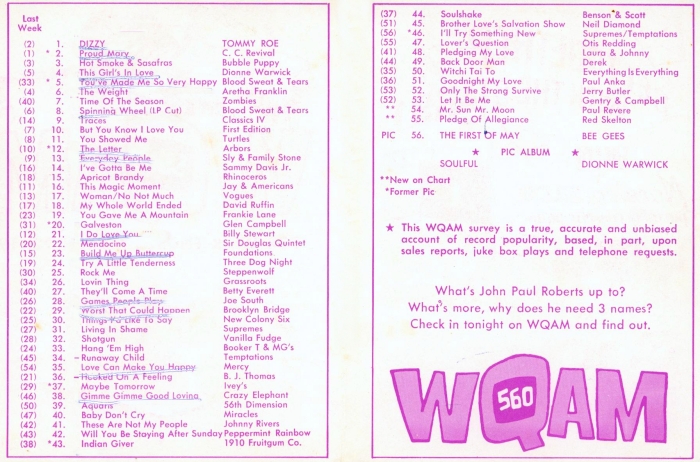 Last
Week
(2) 1. DIZZY TOMMY ROE
(1) * 2. Proud Mary C. C. Revival
(3) 3. Hot Smoke & Sasafras Bubble Puppy
(5) 4. This Girl's In Love Dianne Warwick
(33) * 5. You've Made Me So Very Happy Blood Sweat & Tears
(4) 6. The Weight Aretha Franklin
(40) 7. Time Of The Season Zombies
(6) 8. Spinning Wheel (LP Cut) Blood Sweat & Tears
(14) 9. Traces Classics IV
(7) 10. But You Know I Love You First Edition
(8) 11. You Showed Me Turtles
(10) *12. The Letter Arbors
(9) 13. Everyday People Sly & Family Stone
(16) 14. I've Gotta Be Me Sammy Davis Jr.
(18) 15. Apricot Brandy Rhinoceros
(11) 16. This Magic Moment Jay & Americans
(13) 17. Woman/Na Not Much Vogues
(17) 18. My Whole World Ended David Ruffin
(23) 19. You Gave Me A Mountain Frankie Lane
(31) *20. Galveston Glen Campbell
(12) 21. I Do Love You Billy Stewart
(20) 22. Mendocino Sir Douglas Quintet
(15) 23. Build Me Up Buttercup Foundations
(19) 24. Try A Little Tenderness Three Dog Night
(30) 25. Rock Me Steppenwolf
(34) 26. Lovin Thing Grassroots
(27) 27. They'll Come A Time Betty Everett
(26) 28. Games People Play Joe South
(22) 29. Worst That Could Happen Brooklyn Bridge
(25) 30. Things I'd Like To Say New Colony Six
(27) 31. Living In Shame Supremes
(28) 32. Shotgun Vanilla Fudge
(24) 33. Hang 'Em High Booker T & MG's
(45) 34. Runaway Child Temptations
(54) 35. Love Can Make You Happy Mercy
(21) 36. Hooked On A Feeling B. J. Thomas
(29) *37. Maybe Tomorrow Ivey's
(46) 38. Gimme Gimme Good Loving Crazy Elephant
(50) 39. Aquaris 56th Dimension
(47) 40. Baby Don't Cry Miracles
(42) 41. These Are Not My People Johnny Rivers
(43) 42. Will You Be Staying After Sunday Peppermint Rainbow
(38) *43. Indian Giver 1910 Fruitgum Co.
(37) 44. Soulshake Benson & Scott
(51) 45. Brother Love's Salvation Show Neil Diamond
(56) *46. I'll Try Something New Supremes/Temptations
(55) 47. Lover's Question Otis Redding
(41) 48. Pledging My Love Laura & Johnny
(44) 49. Back Door Man Derek
(35) 50. Witchi Tai To Everything Is Everything
(36) 51. Goodnight My Love Paul Anka
(53) 52. Only The Strong Survive Jerry Butler
(52) 53. Let It Be Me Gentry & Campbell
** 54. Mr. Sun Mr. Moon Paul Revere
** 55. Pledge Of Allegiance Red Skelton
PIC 56. THE FIRST OF MAY BEE GEES
★ PIC ALBUM ★
SOULFUL DIONNE WARWICK
**New on Chart
*Former Pic
★ This WQAM survey is a true, accurate and unbiased
account of record popularity, based, in part, upon
sales reports, juke box plays and telephone requests.
What's John Paul Roberts up to?
What's more, why does he need 3 names?
Check in tonight on WQAM and find out.
WQAM
560